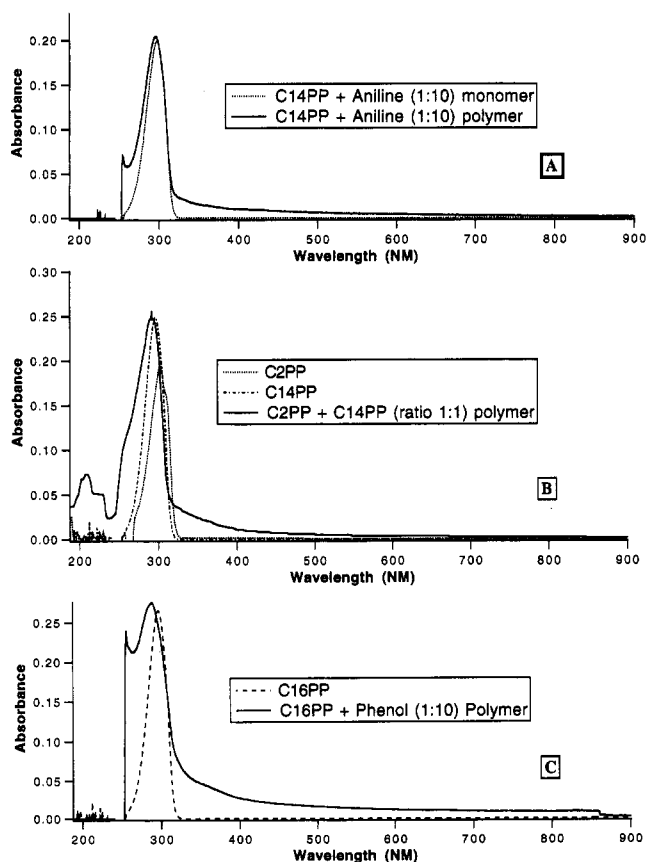 Absorbance
0.20
0.15
0.10
0.05
0.00
C14PP + Aniline (1:10) monomer
C14PP + Aniline (1:10) polymer
A
200 300 400 500 600 700 800 900
Wavelength (NM)
Absorbance
0.30
0.25
0.20
0.15
0.10
0.05
0.00
C2PP
C14PP
C2PP + C14PP (ratio 1:1) polymer
B
200 300 400 500 600 700 800 900
Wavelength (NM)
Absorbance
0.25
0.20
0.15
0.10
0.05
0.00
C16PP
C16PP + Phenol (1:10) Polymer
C
200 300 400 500 600 700 800 900
Wavelength (NM)